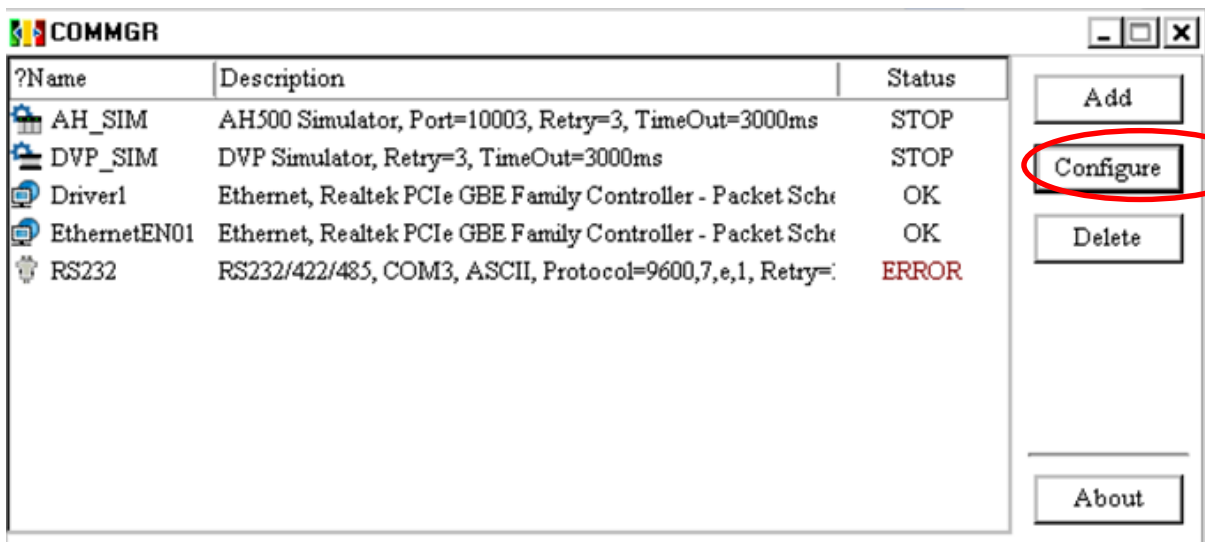 COMMGR
?Name Description Status
AH_SIM AH500 Simulator, Port=10003, Retry=3, TimeOut=3000ms STOP
DVP_SIM DVP Simulator, Retry=3, TimeOut=3000ms STOP
Driver1 Ethernet, Realtek PCIe GBE Family Controller - Packet Sche OK
EthernetEN01 Ethernet, Realtek PCIe GBE Family Controller - Packet Sche OK
RS232 RS232/422/485, COM3, ASCII, Protocol=9600,7,e,1, Retry= ERROR
Add
Configure
Delete
About